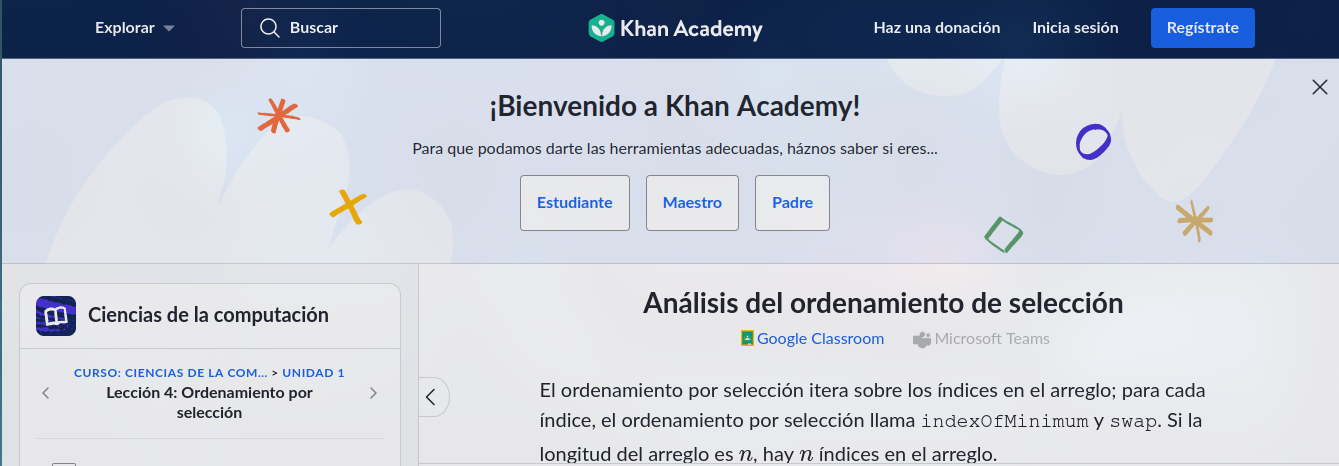 Explorar
Buscar
Khan Academy
Haz una donación
Inicia sesión
Regístrate
¡Bienvenido a Khan Academy!
Para que podamos darte las herramientas adecuadas, háznos saber si eres...
Estudiante
Maestro
Padre
Ciencias de la computación
CURSO: CIENCIAS DE LA COM... > UNIDAD 1
Lección 4: Ordenamiento por
selección
Análisis del ordenamiento de selección
Google Classroom
Microsoft Teams
El ordenamiento por selección itera sobre los índices en el arreglo; para cada
índice, el ordenamiento por selección llama indexOfMinimum y swap. Si la
longitud del arreglo es n, hay n índices en el arreglo.